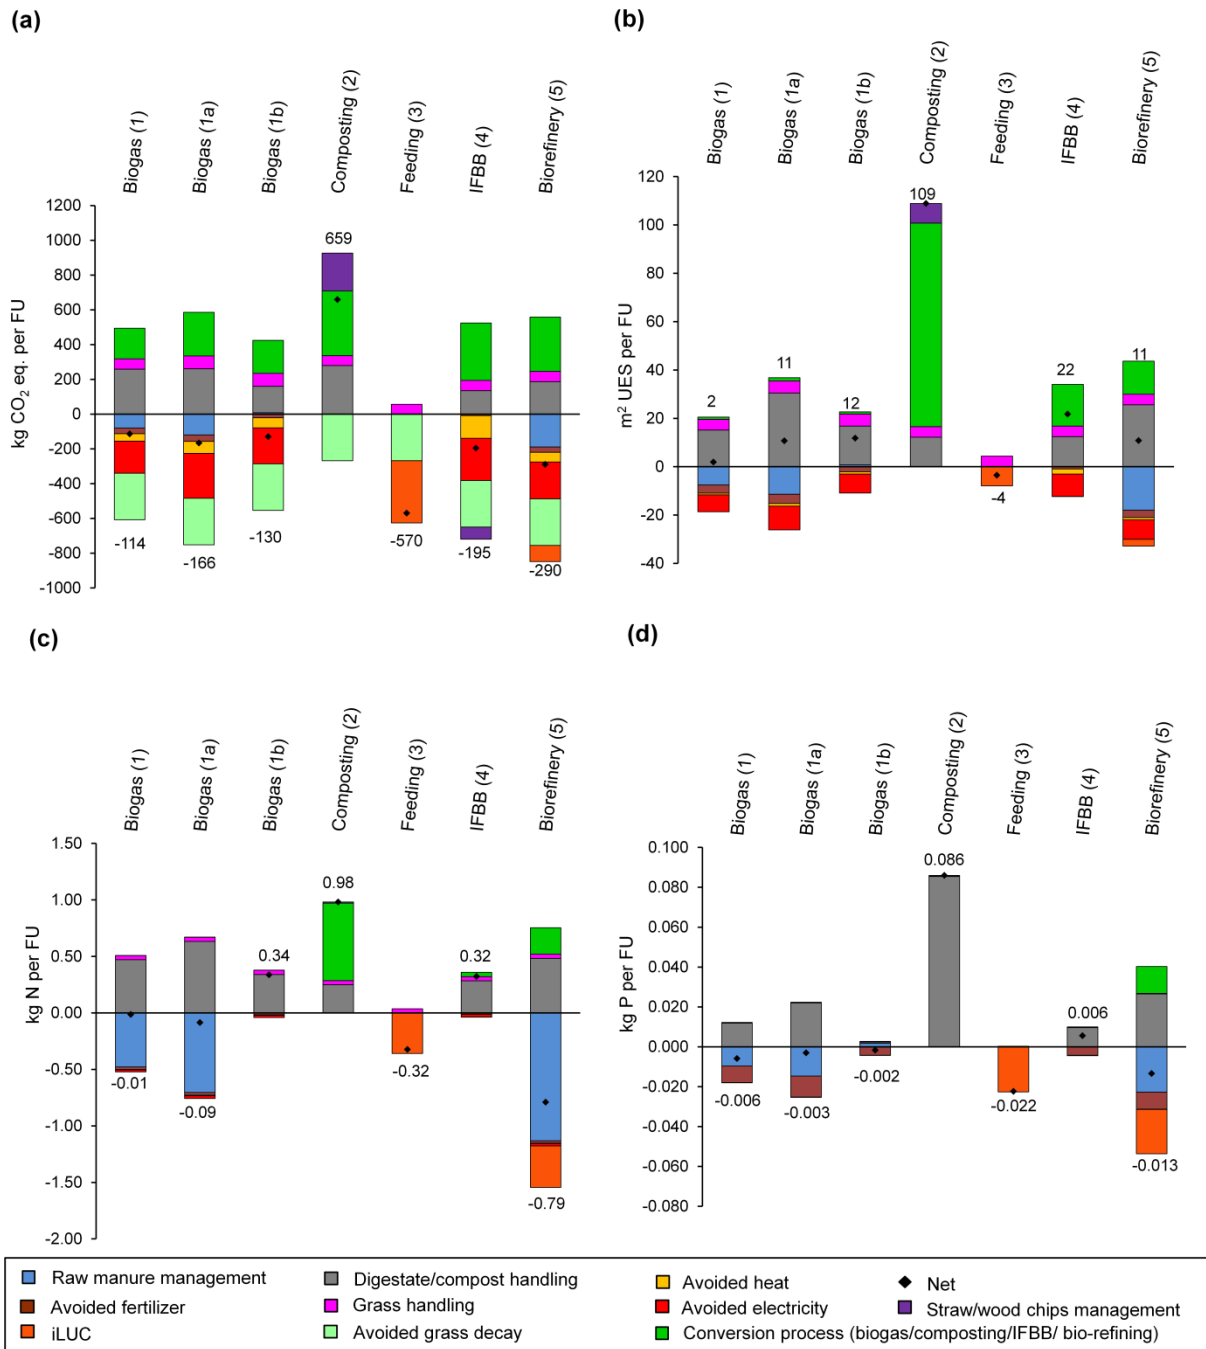 (a)
Biogas (1)
Biogas (1a)
Biogas (1b)
Composting (2)
Feeding (3)
IFBB (4)
Biorefinery (5)
kg CO2 eq. per FU
1200
1000
800
600
400
200
0
-200
-400
-600
-800
-1000
-114
-166
-130
659
-570
-195
-290
(b)
Biogas (1)
Biogas (1a)
Biogas (1b)
Composting (2)
Feeding (3)
IFBB (4)
Biorefinery (5)
m² UES per FU
120
100
80
60
40
20
0
-20
-40
2
11
12
109
-4
22
11
(c)
Biogas (1)
Biogas (1a)
Biogas (1b)
Composting (2)
Feeding (3)
IFBB (4)
Biorefinery (5)
kg N per FU
1.50
1.00
0.50
0.00
-0.50
-1.00
-1.50
-2.00
-0.01
-0.09
0.34
0.98
-0.32
0.32
-0.79
(d)
Biogas (1)
Biogas (1a)
Biogas (1b)
Composting (2)
Feeding (3)
IFBB (4)
Biorefinery (5)
kg P per FU
0.100
0.080
0.060
0.040
0.020
0.000
-0.020
-0.040
-0.060
-0.080
-0.006
-0.003
-0.002
0.086
-0.022
0.006
-0.013
Raw manure management
Digestate/compost handling
Avoided heat
Net
Avoided fertilizer
Grass handling
Avoided electricity
Straw/wood chips management
iLUC
Avoided grass decay
Conversion process (biogas/composting/IFBB/ bio-refining)